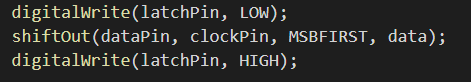 digitalWrite(latchPin, LOW);
shiftOut(dataPin, clockPin, MSBFIRST, data);
digitalWrite(latchPin, HIGH);